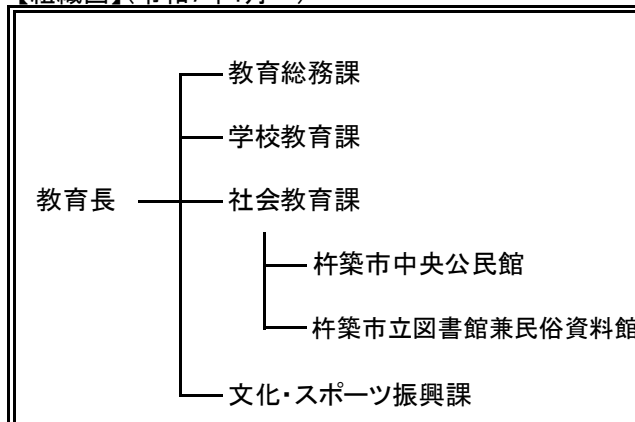 教育総務課
学校教育課
教育長
社会教育課
杵築市中央公民館
杵築市立図書館兼民俗資料館
文化・スポーツ振興課